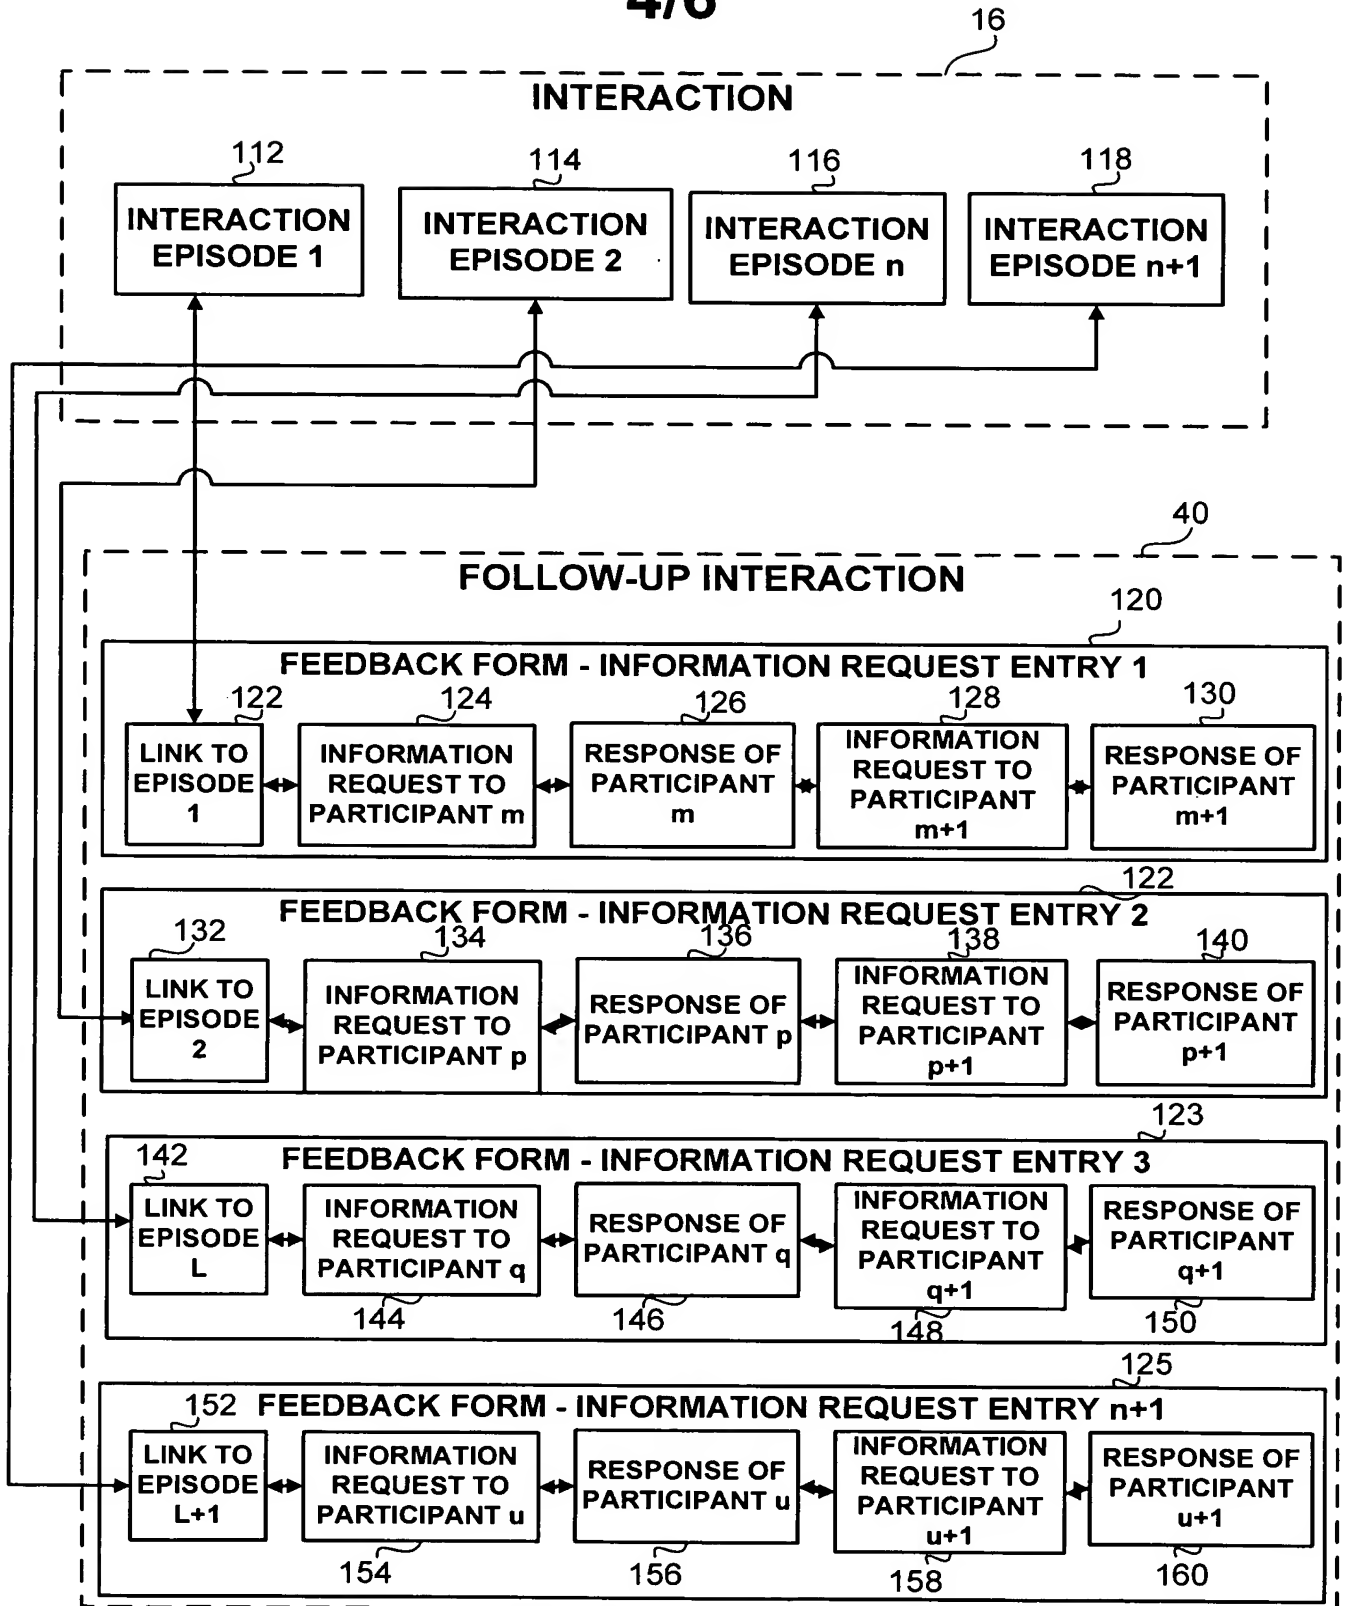 4/6
16
INTERACTION
112
114
116
118
INTERACTION
EPISODE 1
INTERACTION
EPISODE 2
INTERACTION
EPISODE n
INTERACTION
EPISODE n+1
40
FOLLOW-UP INTERACTION
120
FEEDBACK FORM - INFORMATION REQUEST ENTRY 1
122
124
126
128
130
LINK TO
EPISODE
1
INFORMATION
REQUEST TO
PARTICIPANT m
RESPONSE OF
PARTICIPANT
m
INFORMATION
REQUEST TO
PARTICIPANT
m+1
RESPONSE OF
PARTICIPANT
m+1
122
FEEDBACK FORM - INFORMATION REQUEST ENTRY 2
132
134
136
138
140
LINK TO
EPISODE
2
INFORMATION
REQUEST TO
PARTICIPANT p
RESPONSE OF
PARTICIPANT p
INFORMATION
REQUEST TO
PARTICIPANT
p+1
RESPONSE OF
PARTICIPANT
p+1
123
142
FEEDBACK FORM - INFORMATION REQUEST ENTRY 3
LINK TO
EPISODE
L
INFORMATION
REQUEST TO
PARTICIPANT q
RESPONSE OF
PARTICIPANT q
INFORMATION
REQUEST TO
PARTICIPANT
q+1
RESPONSE OF
PARTICIPANT
q+1
144
146
148
150
125
152
FEEDBACK FORM - INFORMATION REQUEST ENTRY n+1
LINK TO
EPISODE
L+1
INFORMATION
REQUEST TO
PARTICIPANT u
RESPONSE OF
PARTICIPANT u
INFORMATION
REQUEST TO
PARTICIPANT
u+1
RESPONSE OF
PARTICIPANT
u+1
154
156
158
160